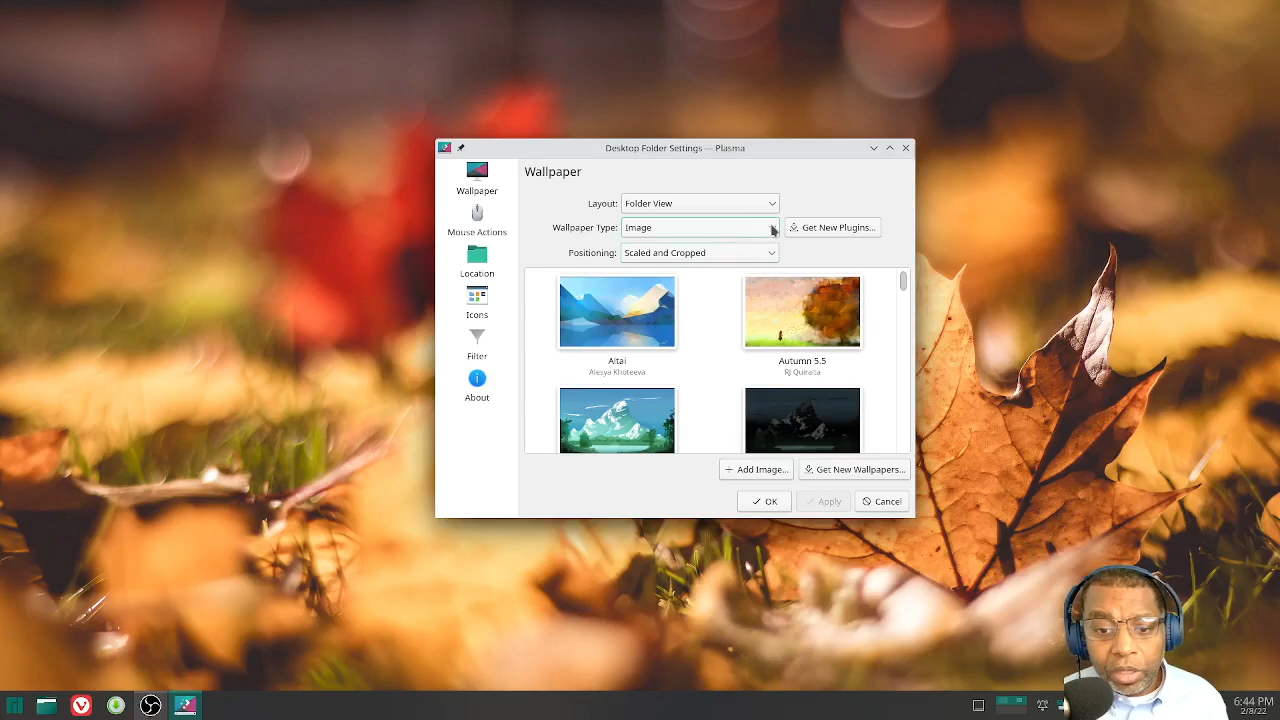 Desktop Folder Settings — Plasma
Wallpaper
Mouse Actions
Location
Icons
Filter
About
Wallpaper
Layout: Folder View
Wallpaper Type: Image Get New Plugins...
Positioning: Scaled and Cropped
Altai
Alesya Khoteeva
Autumn 5.5
RJ Quiralta
+ Add Image... Get New Wallpapers...
OK Apply Cancel
6:44 PM
2/8/22